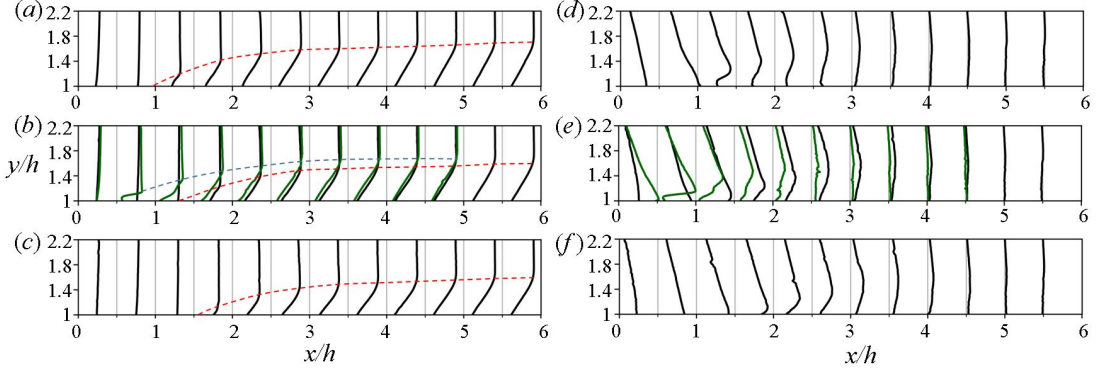 (a) 2.2 1.8 1.4 1 0 1 2 3 4 5 6
(d) 2.2 1.8 1.4 1 0 1 2 3 4 5 6
(b) 2.2 1.8 1.4 1 0 1 2 3 4 5 6
(e) 2.2 1.8 1.4 1 0 1 2 3 4 5 6
y/h
(c) 2.2 1.8 1.4 1 0 1 2 3 4 5 6
(f) 2.2 1.8 1.4 1 0 1 2 3 4 5 6
x/h
x/h